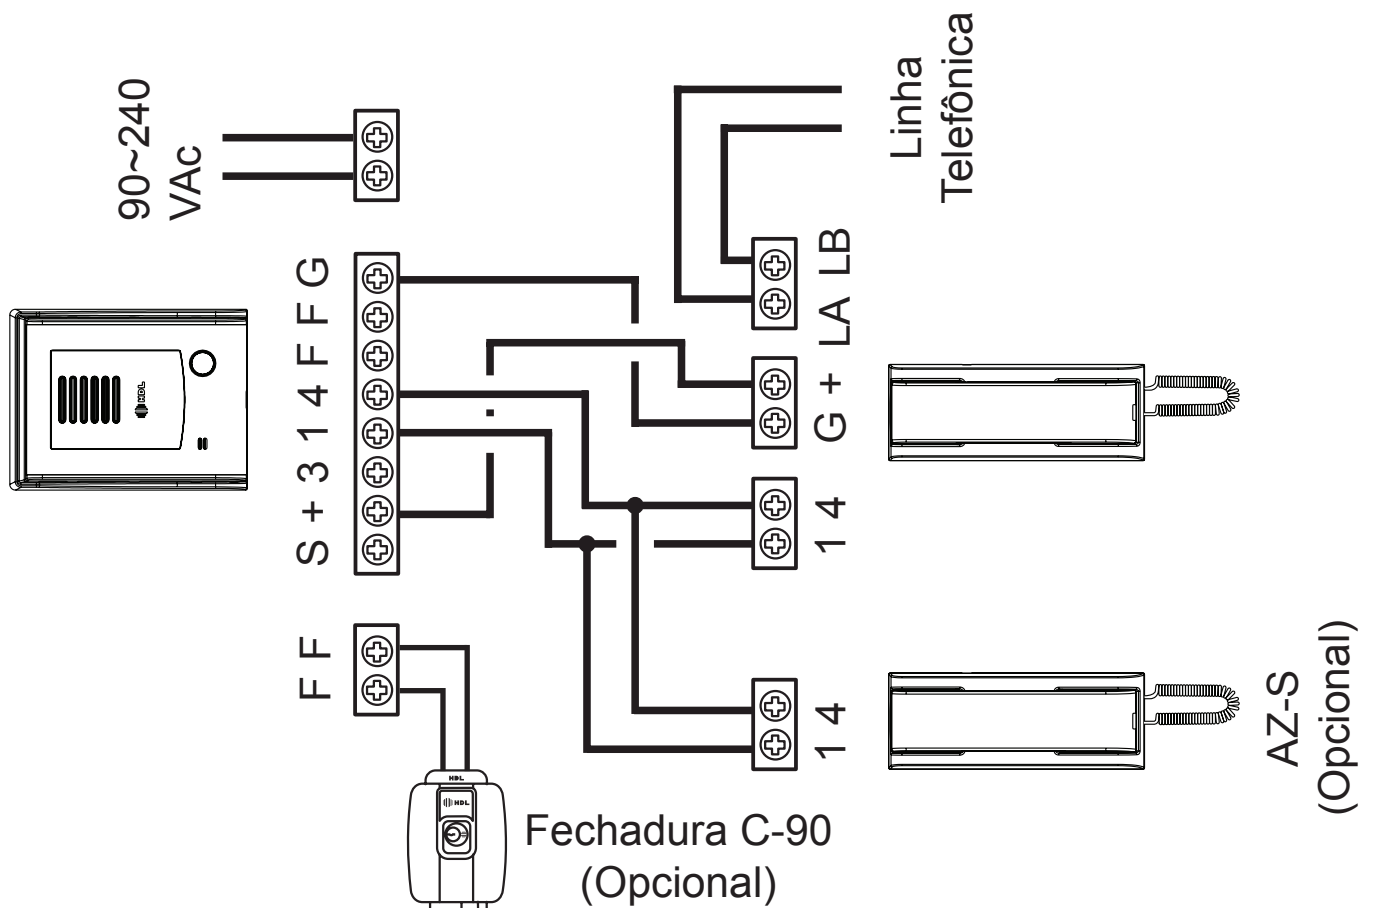 90~240
VAc
Linha
Telefônica
G
F
F
4
1
3
+
S
LA LB
G +
1 4
F F
1 4
HDL
HDL
HDL
Fechadura C-90
(Opcional)
AZ-S
(Opcional)